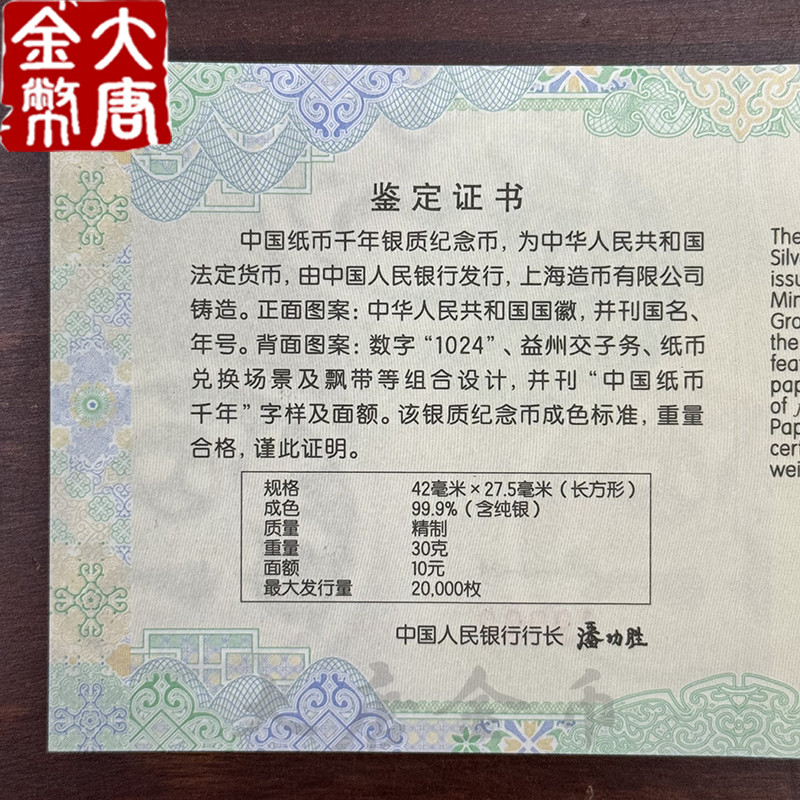 大唐
金幣
鉴定证书
中国纸币千年银质纪念币，为中华人民共和国
法定货币，由中国人民银行发行，上海造币有限公司
铸造。正面图案：中华人民共和国国徽，并刊国名、
年号。背面图案：数字“1024”、益州交子务、纸币
兑换场景及飘带等组合设计，并刊“中国纸币
千年”字样及面额。该银质纪念币成色标准，重量
合格，谨此证明。
规格 42毫米×27.5毫米（长方形）
成色 99.9%（含纯银）
质量 精制
重量 30克
面额 10元
最大发行量 20,000枚
中国人民银行行长 潘功胜
大唐金币
The
Silv
issu
Min
Gra
the
feat
pap
of
Pap
cert
wei